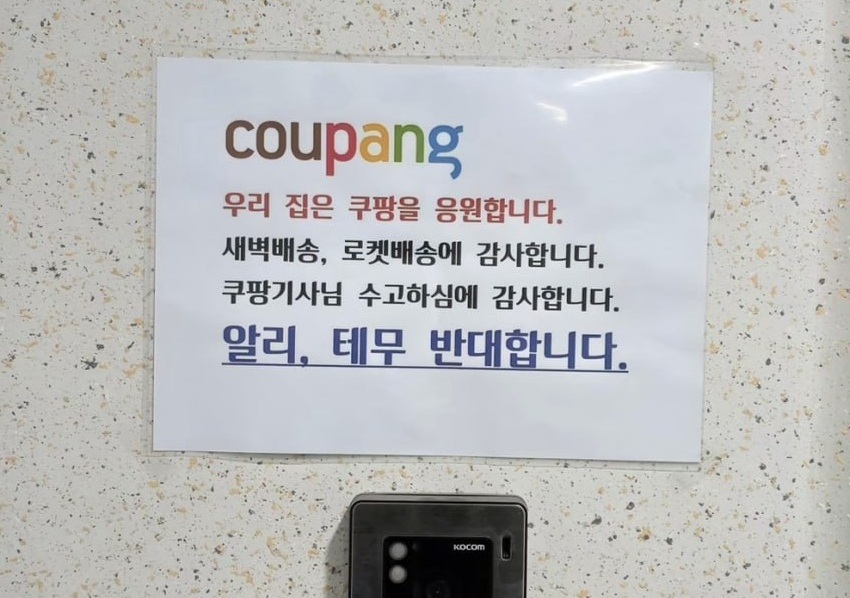 coupang
우리 집은 쿠팡을 응원합니다.
새벽배송, 로켓배송에 감사합니다.
쿠팡기사님 수고하심에 감사합니다.
알리, 테무 반대합니다.
KOCOM